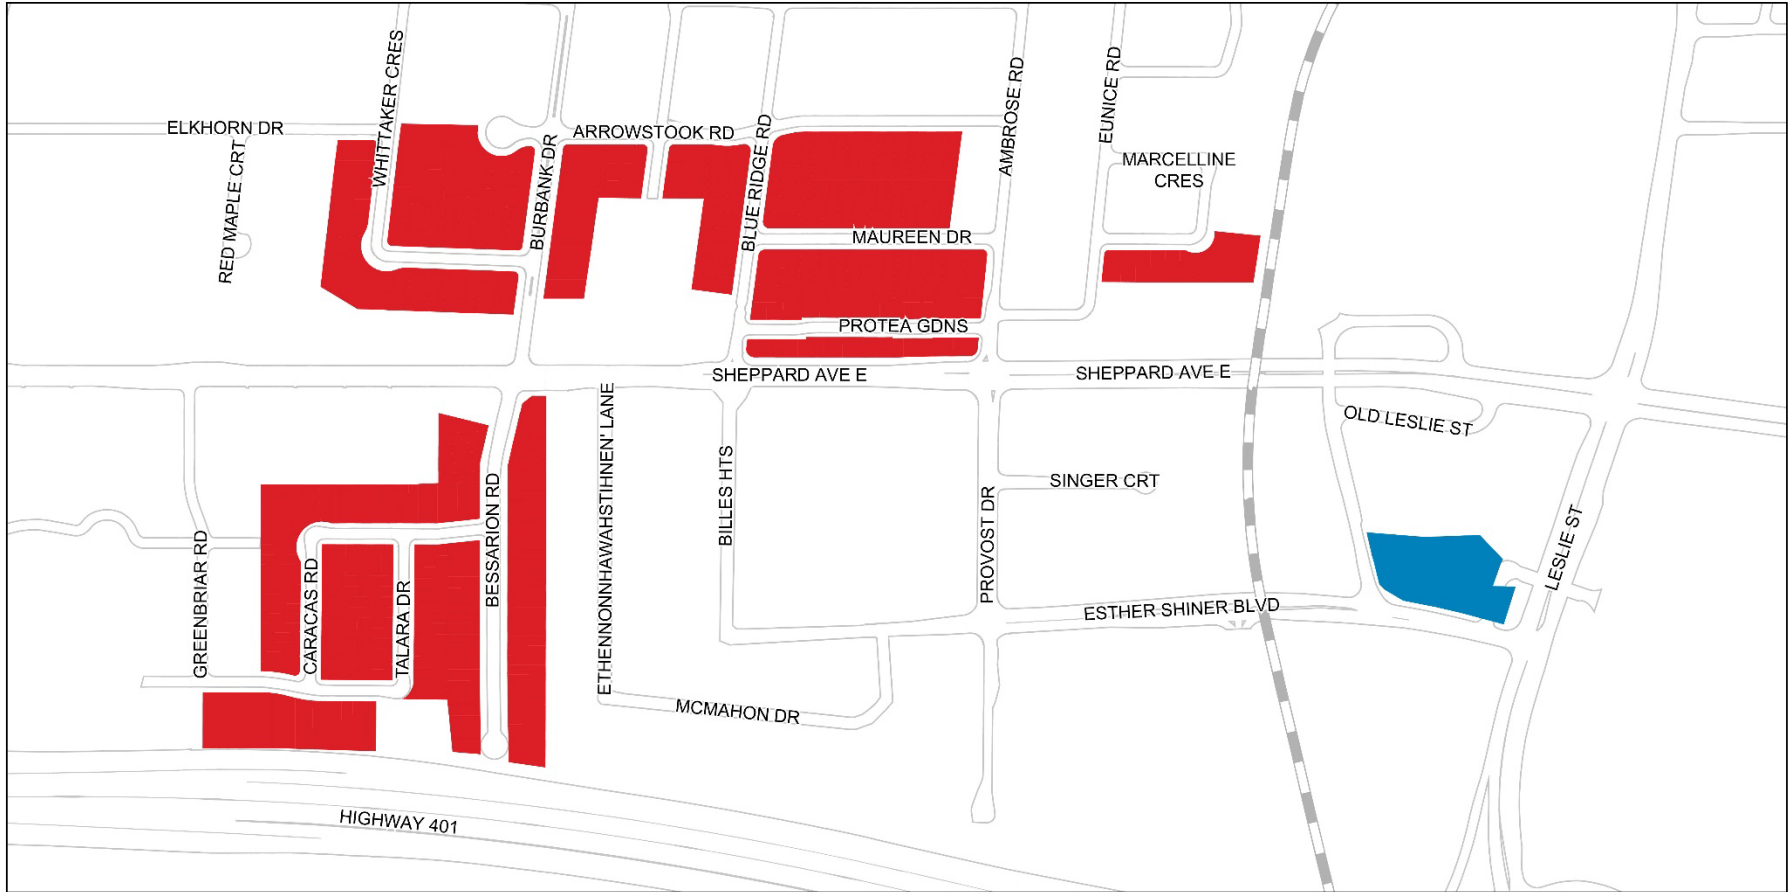 WHITTAKER CRES
ELKHORN DR
RED MAPLE CRT
BURBANK DR
ARROWSTOOK RD
BLUE RIDGE RD
AMBROSE RD
EUNICE RD
MARCELLINE
CRES
MAUREEN DR
PROTEA GDNS
SHEPPARD AVE E
SHEPPARD AVE E
OLD LESLIE ST
ETHENNONNHAWAHSTIHNEN' LANE
BILLES HTS
SINGER CRT
PROVOST DR
BESSARION RD
GREENBRIAR RD
CARACAS RD
TALARA DR
LESLIE ST
ESTHER SHINER BLVD
MCMAHON DR
HIGHWAY 401